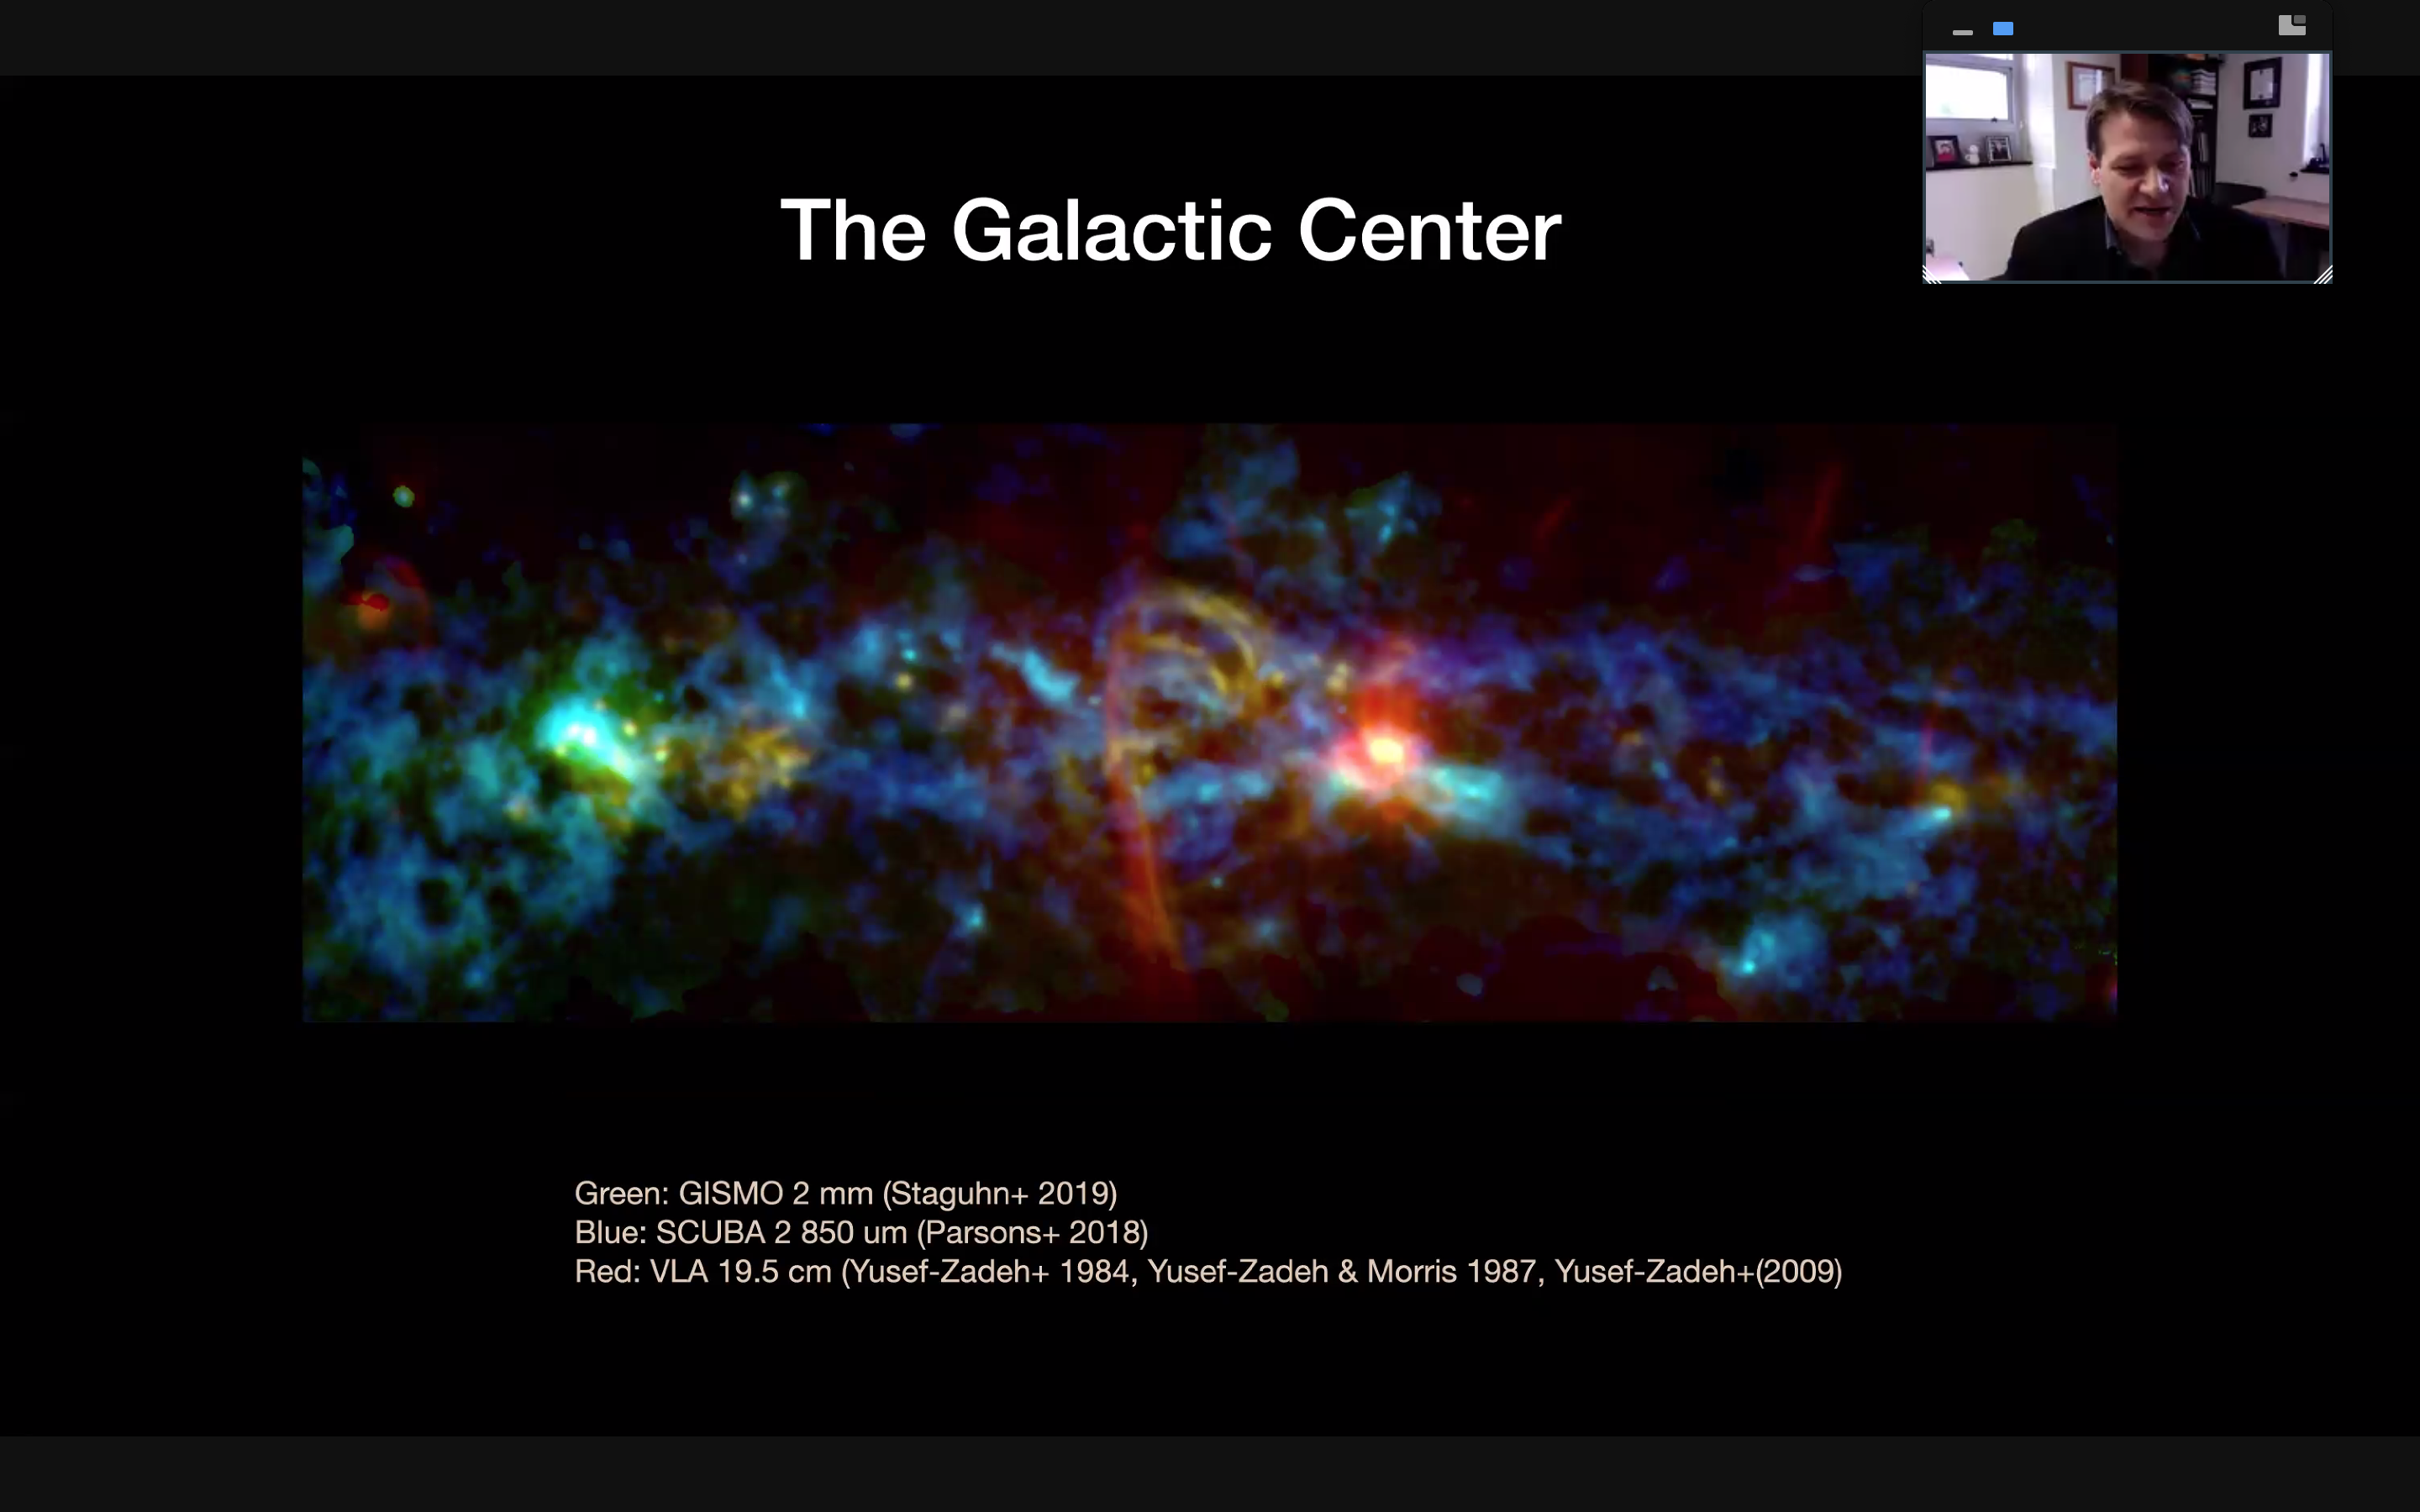 The Galactic Center
Green: GISMO 2 mm (Staguhn+ 2019)
Blue: SCUBA 2 850 um (Parsons+ 2018)
Red: VLA 19.5 cm (Yusef-Zadeh+ 1984, Yusef-Zadeh & Morris 1987, Yusef-Zadeh+(2009)